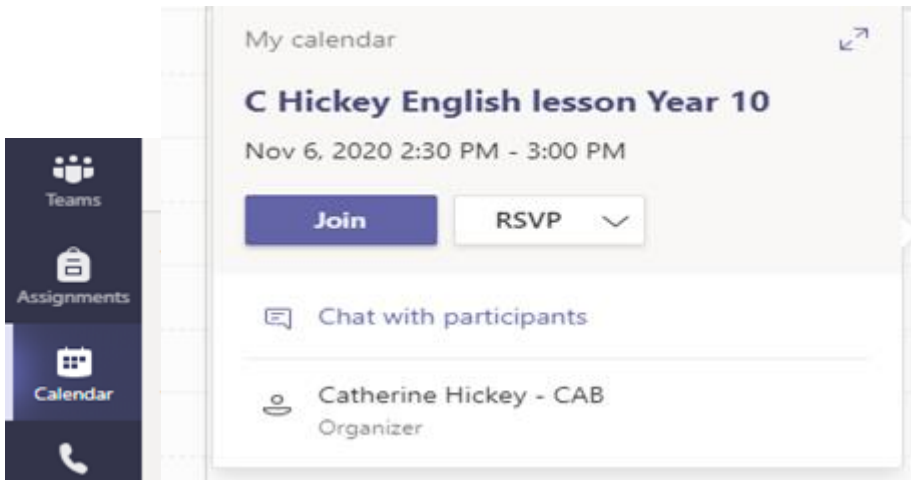 Teams
Assignments
Calendar
My calendar
C Hickey English lesson Year 10
Nov 6, 2020 2:30 PM - 3:00 PM
Join
RSVP
Chat with participants
Catherine Hickey - CAB
Organizer